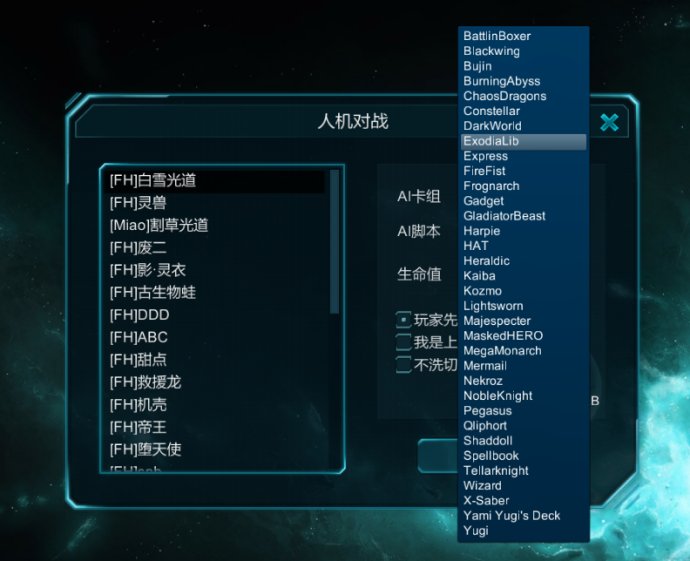 人机对战
[FH]白雪光道
[FH]灵兽
[Miao]割草光道
[FH]废二
[FH]影·灵衣
[FH]古生物蛙
[FH]DDD
[FH]ABC
[FH]甜点
[FH]救援龙
[FH]机壳
[FH]帝王
[FH]堕天使
AI卡组
AI脚本
生命值
玩家先
我是上
不洗切
B
BattlinBoxer
Blackwing
Bujin
BurningAbyss
ChaosDragons
Constellar
DarkWorld
ExodiaLib
Express
FireFist
Frognarch
Gadget
GladiatorBeast
Harpie
HAT
Heraldic
Kaiba
Kozmo
Lightsworn
Majespecter
MaskedHERO
MegaMonarch
Mermail
Nekroz
NobleKnight
Pegasus
Qliphort
Shaddoll
Spellbook
Tellarknight
Wizard
X-Saber
Yami Yugi's Deck
Yugi